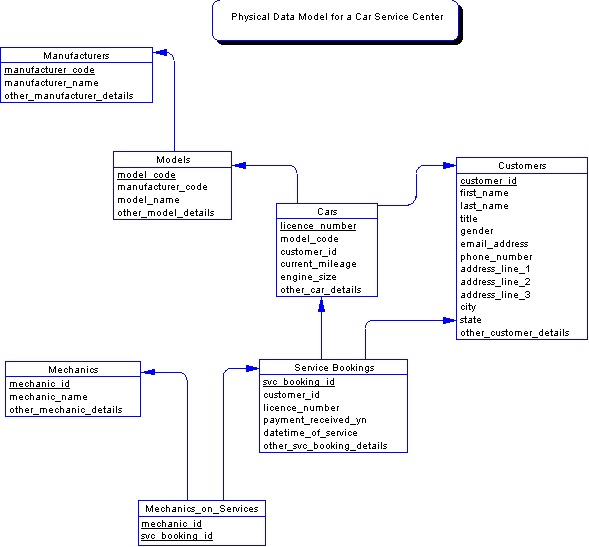 Physical Data Model for a Car Service Center
Manufacturers
manufacturer_code
manufacturer_name
other_manufacturer_details
Models
model_code
manufacturer_code
model_name
other_model_details
Customers
customer_id
first_name
last_name
title
gender
email_address
phone_number
address_line_1
address_line_2
address_line_3
city
state
other_customer_details
Cars
licence_number
model_code
customer_id
current_mileage
engine_size
other_car_details
Mechanics
mechanic_id
mechanic_name
other_mechanic_details
Service Bookings
svc_booking_id
customer_id
licence_number
payment_received_yn
datetime_of_service
other_svc_booking_details
Mechanics_on_Services
mechanic_id
svc_booking_id